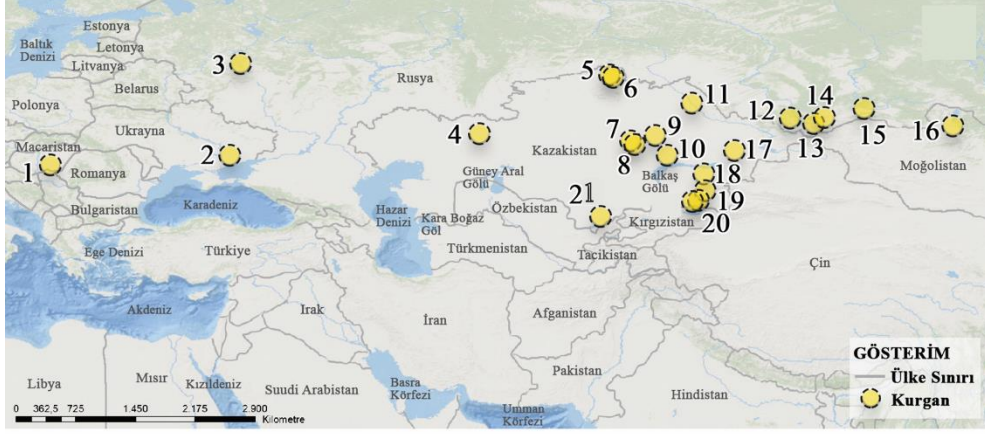 Estonya
Baltık
Denizi
Letonya
Litvanya
Polonya
Belarus
Rusya
Ukrayna
Macaristan
Romanya
Bulgaristan
Karadeniz
Kazakistan
Güney Aral
Gölü
Balkaş
Gölü
Moğolistan
Hazar
Denizi
Kara Boğaz
Göl
Özbekistan
Kırgızistan
Türkmenistan
Tacikistan
Ege Denizi
Türkiye
Çin
Akdeniz
Irak
İran
Afganistan
Libya
Mısır
Kızıldeniz
Suudi Arabistan
Basra
Körfezi
Pakistan
Umman
Körfezi
Hindistan
1
2
3
4
5
6
7
8
9
10
11
12
13
14
15
16
17
18
19
20
21
GÖSTERİM
Ülke Sınırı
Kurgan
0 362,5 725 1.450 2.175 2.900
Kilometre